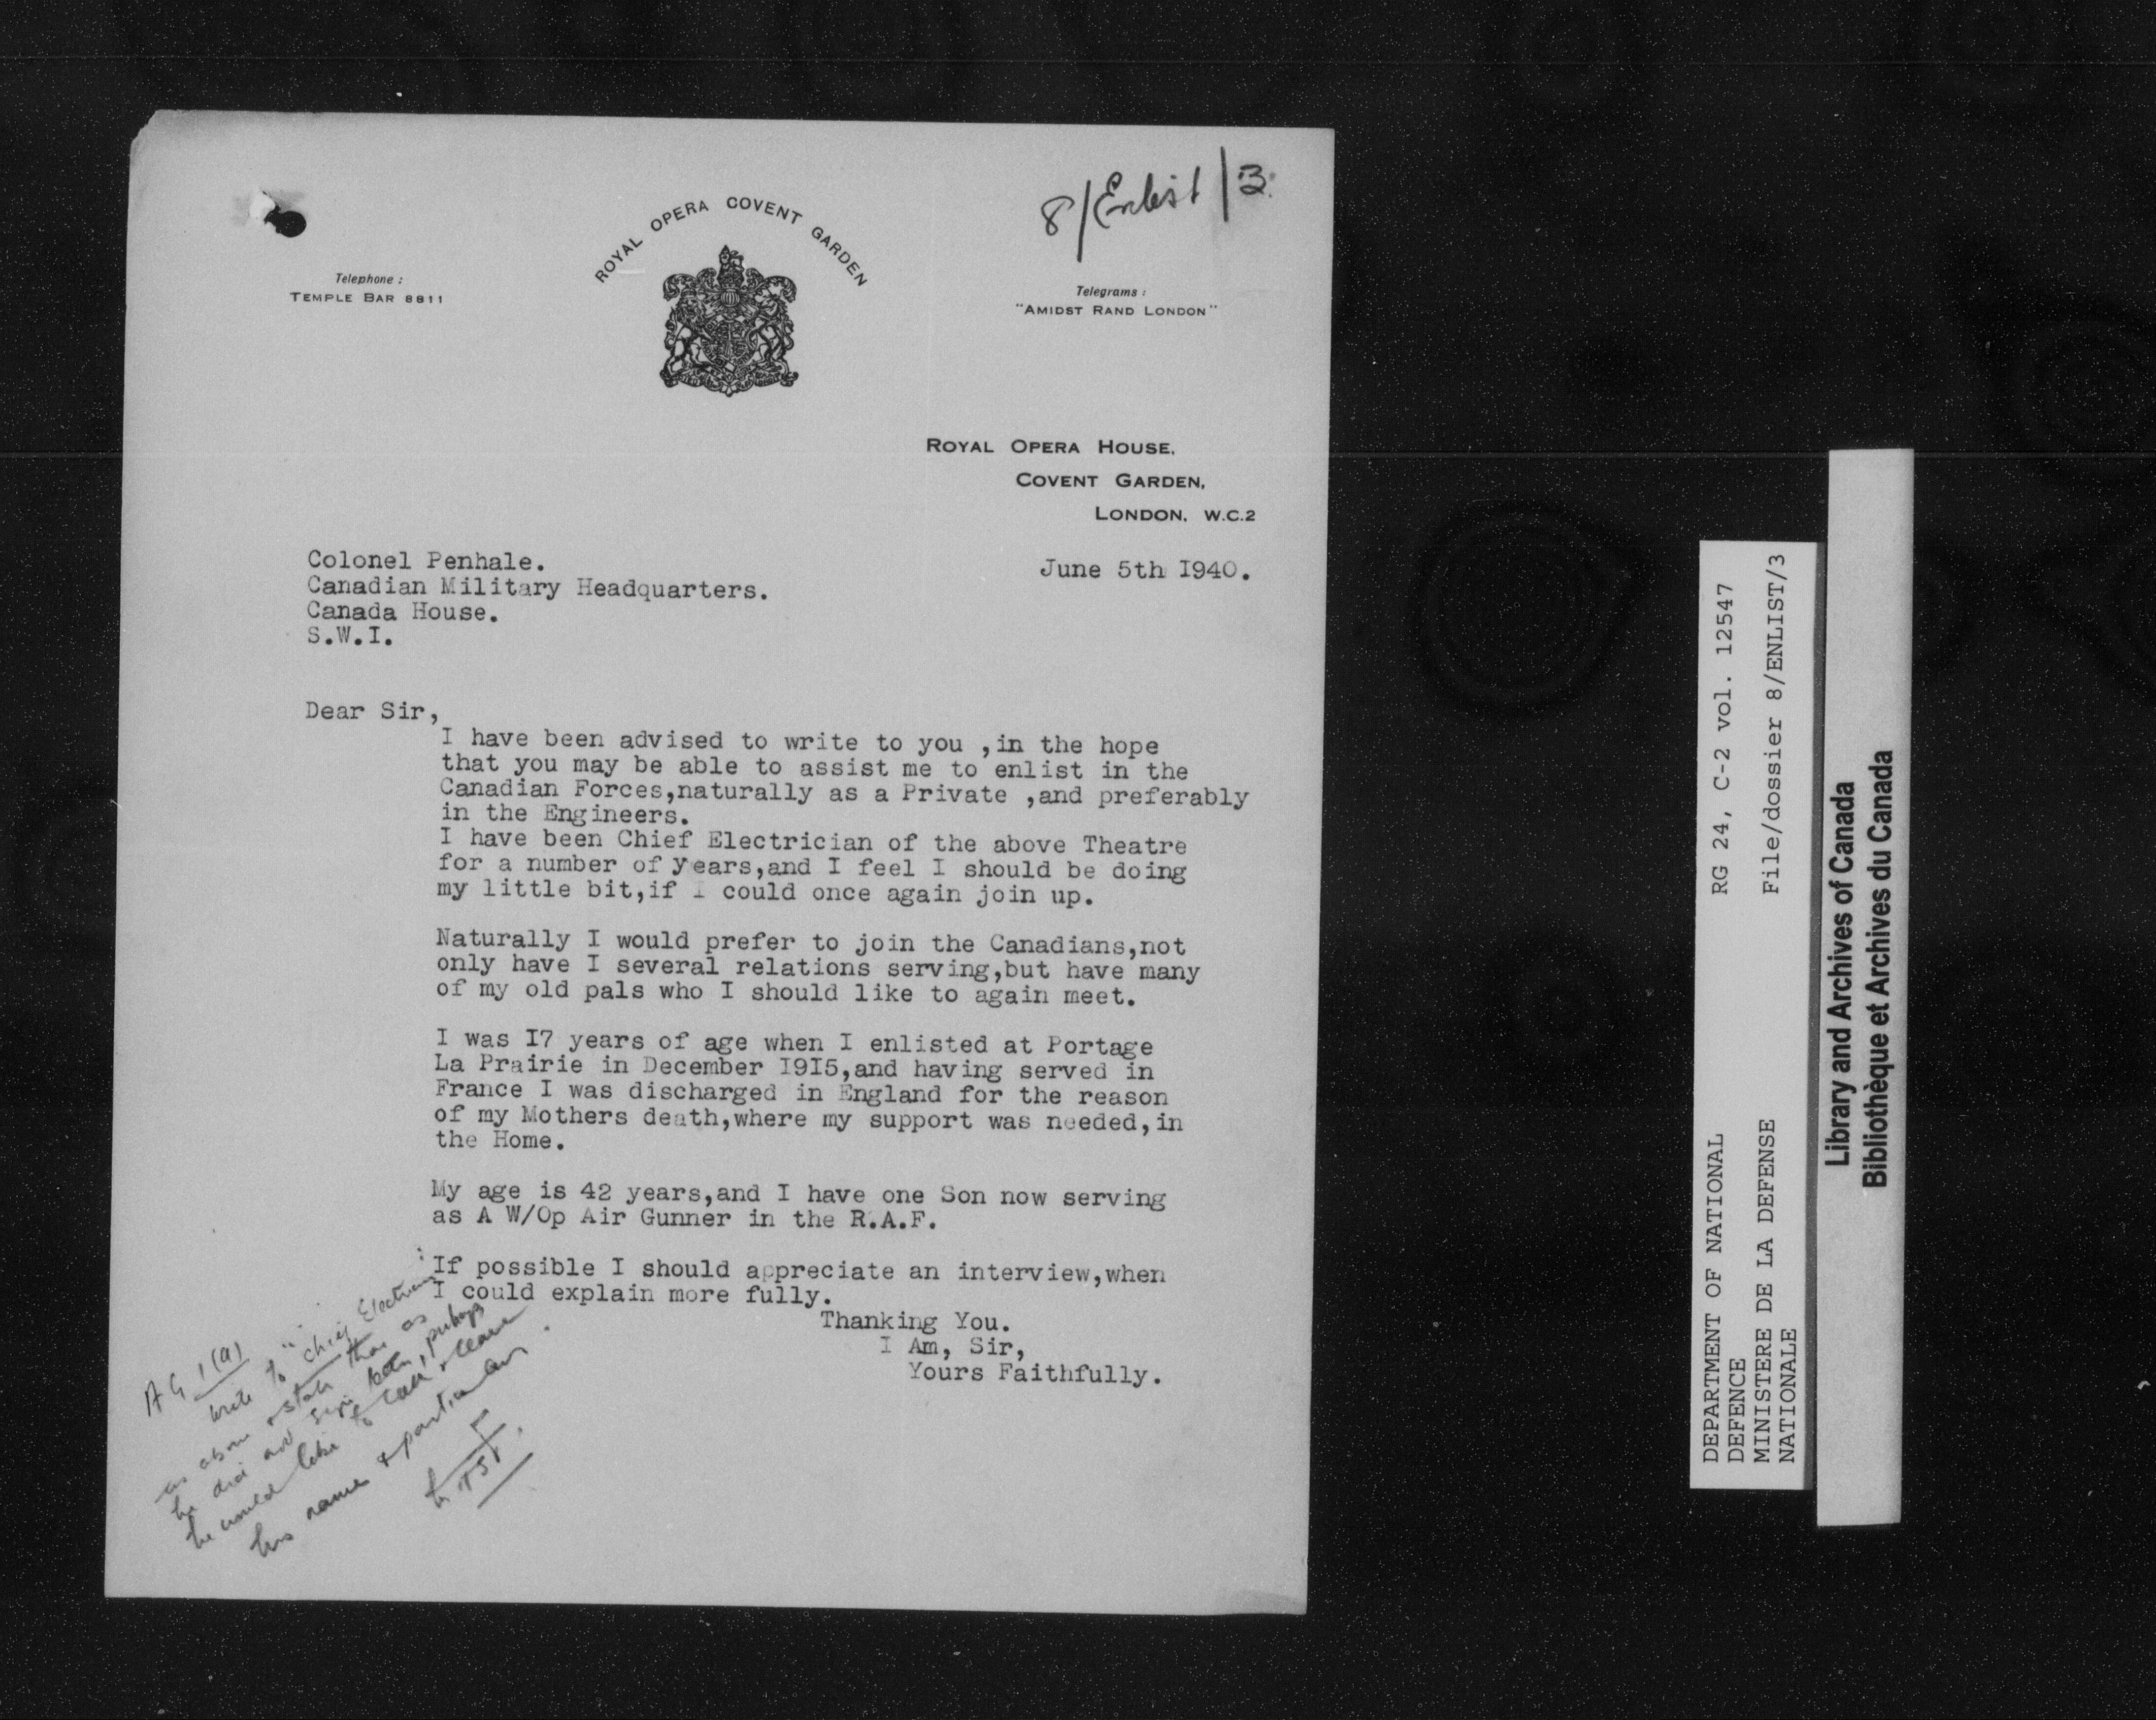 8/Enlist/3.
ROYAL OPERA COVENT GARDEN
Telephone :
TEMPLE BAR 8811
Telegrams :
"AMIDST RAND LONDON"
ROYAL OPERA HOUSE,
COVENT GARDEN,
LONDON, W.C.2
June 5th I940.
Colonel Penhale.
Canadian Military Headquarters.
Canada House.
S.W.I.
Dear Sir,
I have been advised to write to you ,in the hope
that you may be able to assist me to enlist in the
Canadian Forces,naturally as a Private ,and preferably
in the Engineers.
I have been Chief Electrician of the above Theatre
for a number of years,and I feel I should be doing
my little bit,if I could once again join up.
Naturally I would prefer to join the Canadians,not
only have I several relations serving,but have many
of my old pals who I should like to again meet.
I was I7 years of age when I enlisted at Portage
La Prairie in December I9I5,and having served in
France I was discharged in England for the reason
of my Mothers death,where my support was needed,in
the Home.
My age is 42 years,and I have one Son now serving
as A W/Op Air Gunner in the R.A.F.
If possible I should appreciate an interview,when
I could explain more fully.
Thanking You.
I Am, Sir,
Yours Faithfully.
AG 1(a)
write to "Chief Electrician"
as above & state that as
he did not sign letter, perhaps
he would like to call & leave
his name & particulars.
RG 24, C-2 vol. 12547
File/dossier 8/ENLIST/3
DEPARTMENT OF NATIONAL
DEFENCE
MINISTERE DE LA DEFENSE
NATIONALE
Library and Archives of Canada
Bibliothèque et Archives du Canada